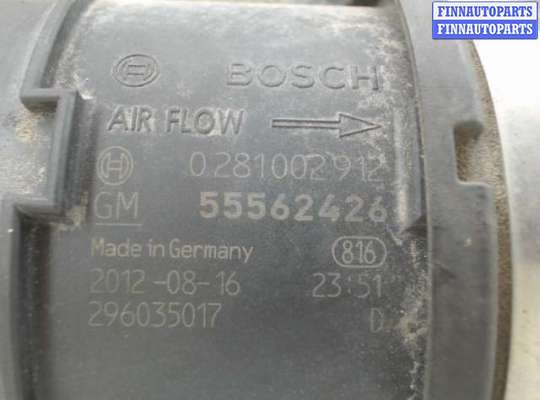 FINNAUTOPARTS
FINNAUTOPARTS
BOSCH
AIR FLOW
0 281 002 912
GM 55562426
Made in Germany 816
2012-08-16 23:51
296035017 D